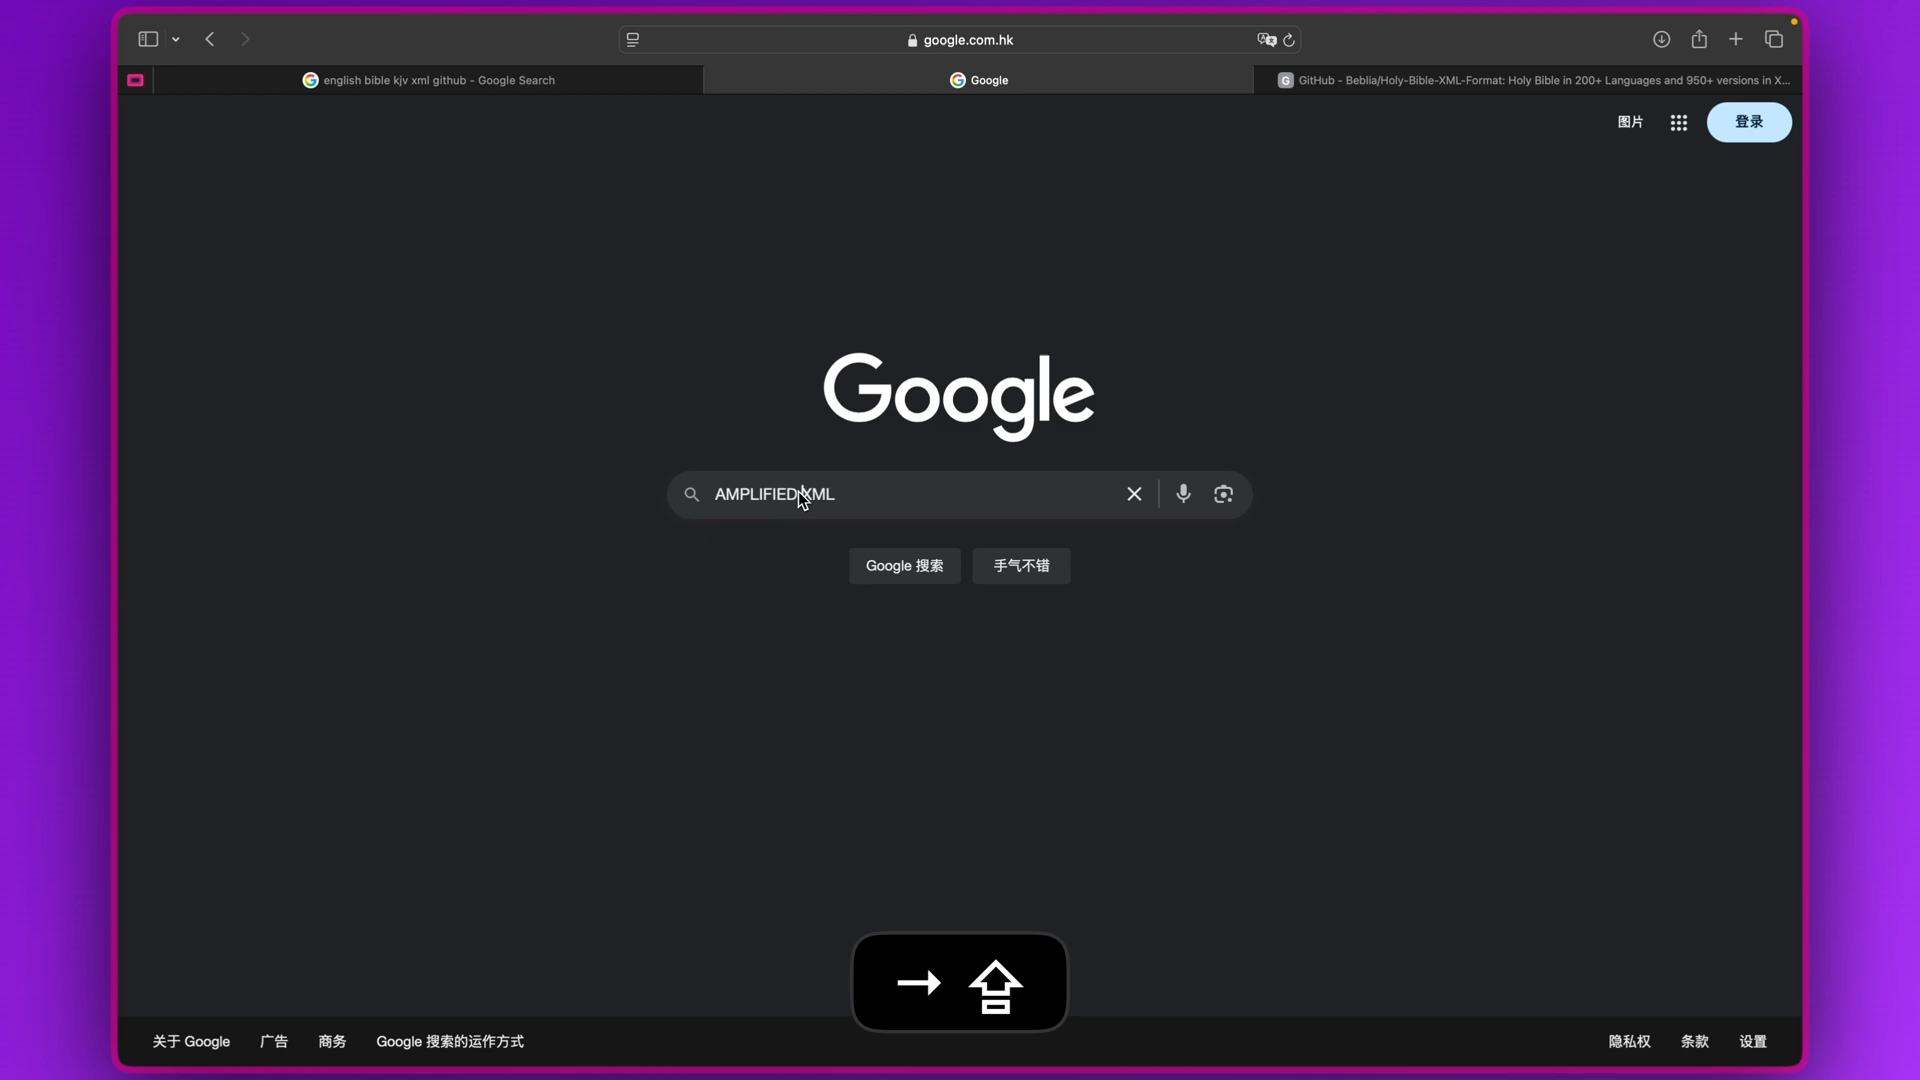 google.com.hk
english bible kjv xml github - Google Search
Google
GitHub - Beblia/Holy-Bible-XML-Format: Holy Bible in 200+ Languages and 950+ versions in X...
图片
登录
Google
AMPLIFIED XML
Google 搜索
手气不错
关于 Google
广告
商务
Google 搜索的运作方式
隐私权
条款
设置